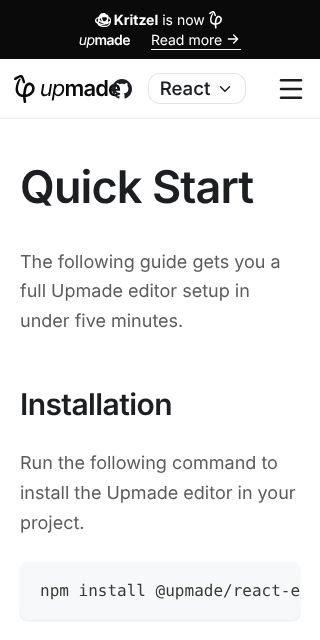 Kritzel is now
upmade Read more →
upmade React
Quick Start
The following guide gets you a
full Upmade editor setup in
under five minutes.
Installation
Run the following command to
install the Upmade editor in your
project.
npm install @upmade/react-e